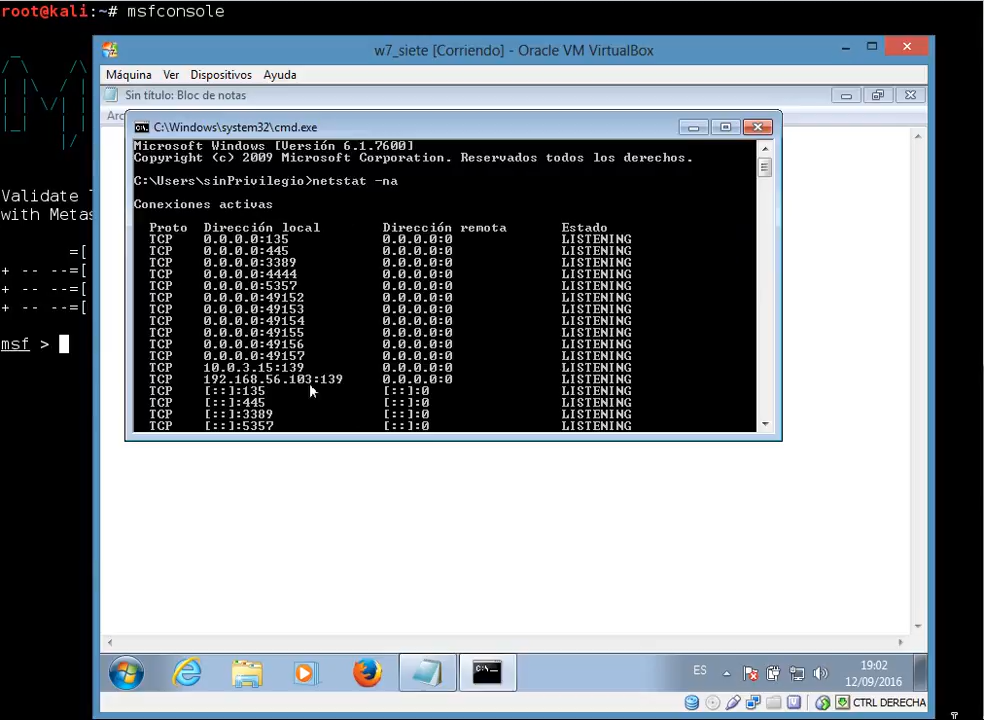 root@kali:~# msfconsole
w7_siete [Corriendo] - Oracle VM VirtualBox
Máquina Ver Dispositivos Ayuda
Sin título: Bloc de notas
Arc
C:\Windows\system32\cmd.exe
Microsoft Windows [Versión 6.1.7600]
Copyright (c) 2009 Microsoft Corporation. Reservados todos los derechos.
C:\Users\sinPrivilegio>netstat -na
Conexiones activas
Proto Dirección local Dirección remota Estado
TCP 0.0.0.0:135 0.0.0.0:0 LISTENING
TCP 0.0.0.0:445 0.0.0.0:0 LISTENING
TCP 0.0.0.0:3389 0.0.0.0:0 LISTENING
TCP 0.0.0.0:4444 0.0.0.0:0 LISTENING
TCP 0.0.0.0:5357 0.0.0.0:0 LISTENING
TCP 0.0.0.0:49152 0.0.0.0:0 LISTENING
TCP 0.0.0.0:49153 0.0.0.0:0 LISTENING
TCP 0.0.0.0:49154 0.0.0.0:0 LISTENING
TCP 0.0.0.0:49155 0.0.0.0:0 LISTENING
TCP 0.0.0.0:49156 0.0.0.0:0 LISTENING
TCP 0.0.0.0:49157 0.0.0.0:0 LISTENING
TCP 10.0.3.15:139 0.0.0.0:0 LISTENING
TCP 192.168.56.103:139 0.0.0.0:0 LISTENING
TCP [::]:135 [::]:0 LISTENING
TCP [::]:445 [::]:0 LISTENING
TCP [::]:3389 [::]:0 LISTENING
TCP [::]:5357 [::]:0 LISTENING
Validate
with Metas
=[
+ -- --=[
+ -- --=[
+ -- --=[
msf >
ES
19:02
12/09/2016
CTRL DERECHA